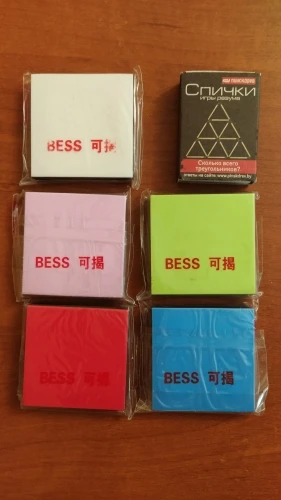 BESS 可揭
Спички
игры разума
Сколько всего
треугольников?
BESS 可揭
BESS 可揭
BESS 可揭
BESS 可揭